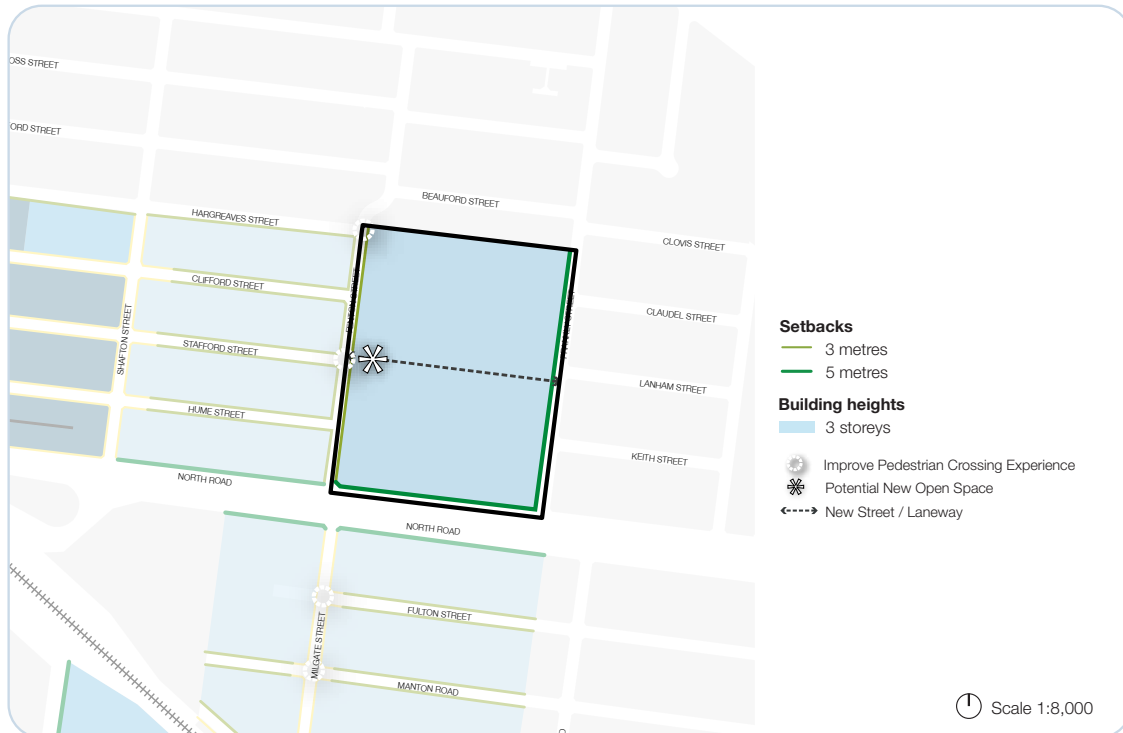 OSS STREET
ORD STREET
BEAUFORD STREET
HARGREAVES STREET
CLOVIS STREET
CLIFFORD STREET
CLAUDEL STREET
SHAFTON STREET
STAFFORD STREET
LANHAM STREET
HUME STREET
KEITH STREET
NORTH ROAD
NORTH ROAD
FULTON STREET
MILGATE STREET
MANTON ROAD
Setbacks
3 metres
5 metres
Building heights
3 storeys
Improve Pedestrian Crossing Experience
Potential New Open Space
New Street / Laneway
Scale 1:8,000